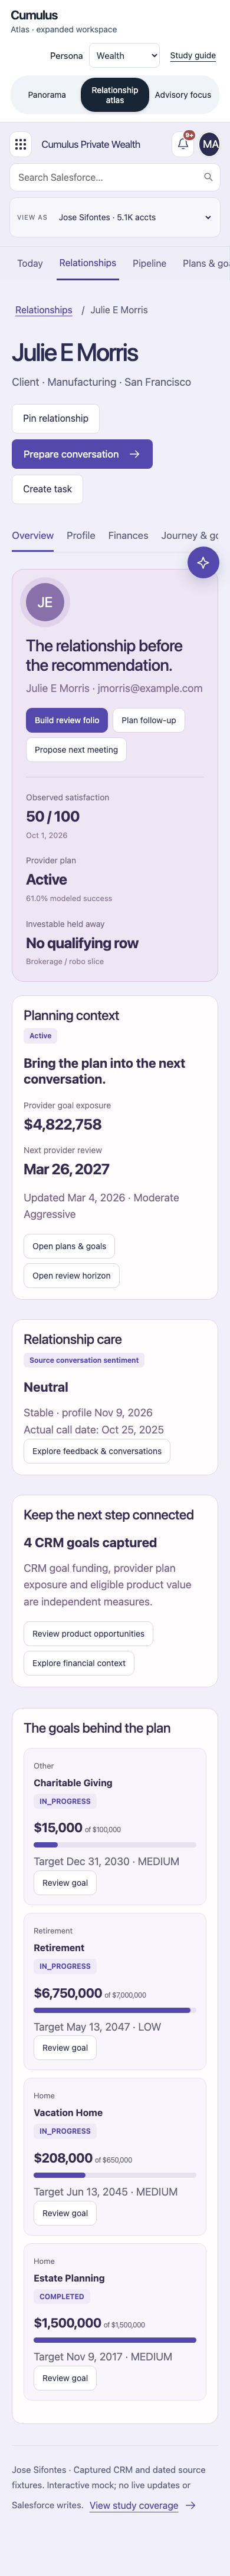 Cumulus
Atlas · expanded workspace
Persona Wealth Study guide
Panorama Relationship atlas Advisory focus
Cumulus Private Wealth 9+ MA
Search Salesforce...
VIEW AS Jose Sifontes · 5.1K accts
Today Relationships Pipeline Plans & goa
Relationships / Julie E Morris
Julie E Morris
Client · Manufacturing · San Francisco
Pin relationship
Prepare conversation →
Create task
Overview Profile Finances Journey & go
JE
The relationship before
the recommendation.
Julie E Morris · jmorris@example.com
Build review folio Plan follow-up
Propose next meeting
Observed satisfaction
50 / 100
Oct 1, 2026
Provider plan
Active
61.0% modeled success
Investable held away
No qualifying row
Brokerage / robo slice
Planning context
Active
Bring the plan into the next
conversation.
Provider goal exposure
$4,822,758
Next provider review
Mar 26, 2027
Updated Mar 4, 2026 · Moderate
Aggressive
Open plans & goals
Open review horizon
Relationship care
Source conversation sentiment
Neutral
Stable · profile Nov 9, 2026
Actual call date: Oct 25, 2025
Explore feedback & conversations
Keep the next step connected
4 CRM goals captured
CRM goal funding, provider plan
exposure and eligible product value
are independent measures.
Review product opportunities
Explore financial context
The goals behind the plan
Other
Charitable Giving
IN_PROGRESS
$15,000 of $100,000
Target Dec 31, 2030 · MEDIUM
Review goal
Retirement
Retirement
IN_PROGRESS
$6,750,000 of $7,000,000
Target May 13, 2047 · LOW
Review goal
Home
Vacation Home
IN_PROGRESS
$208,000 of $650,000
Target Jun 13, 2045 · MEDIUM
Review goal
Home
Estate Planning
COMPLETED
$1,500,000 of $1,500,000
Target Nov 9, 2017 · MEDIUM
Review goal
Jose Sifontes · Captured CRM and dated source
fixtures. Interactive mock; no live updates or
Salesforce writes. View study coverage →